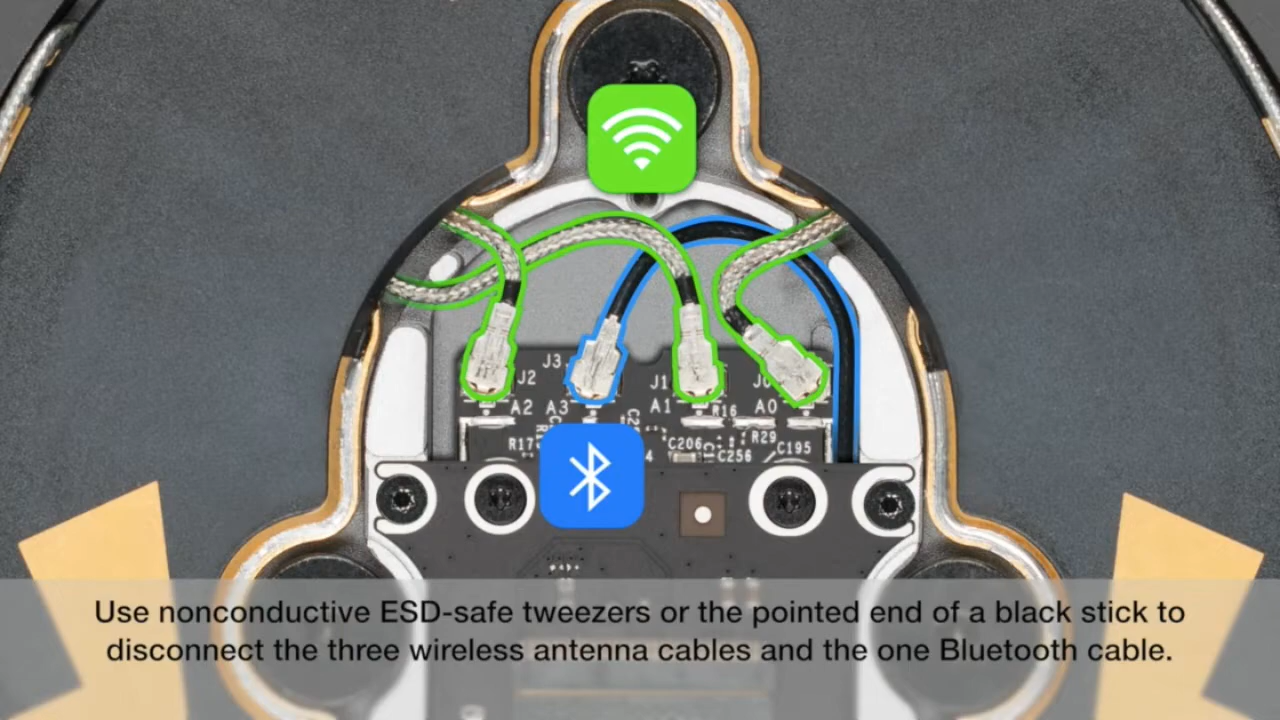 J3
J2
J1
J0
A2
A3
A1
A0
R16
R17
C206
R29
C256
C195
Use nonconductive ESD-safe tweezers or the pointed end of a black stick to
disconnect the three wireless antenna cables and the one Bluetooth cable.